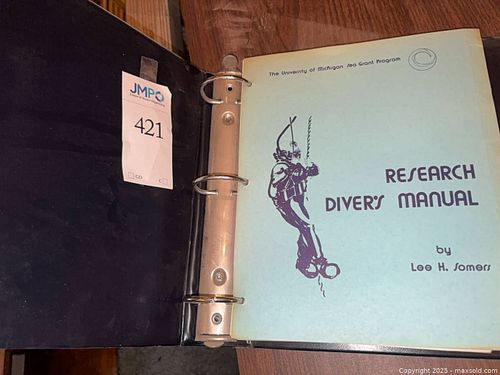 JMPO
421
CO
The University of Michigan Sea Grant Program
RESEARCH
DIVER'S MANUAL
by
Lee H. Somers
Copyright © 2025 - maxsold.com